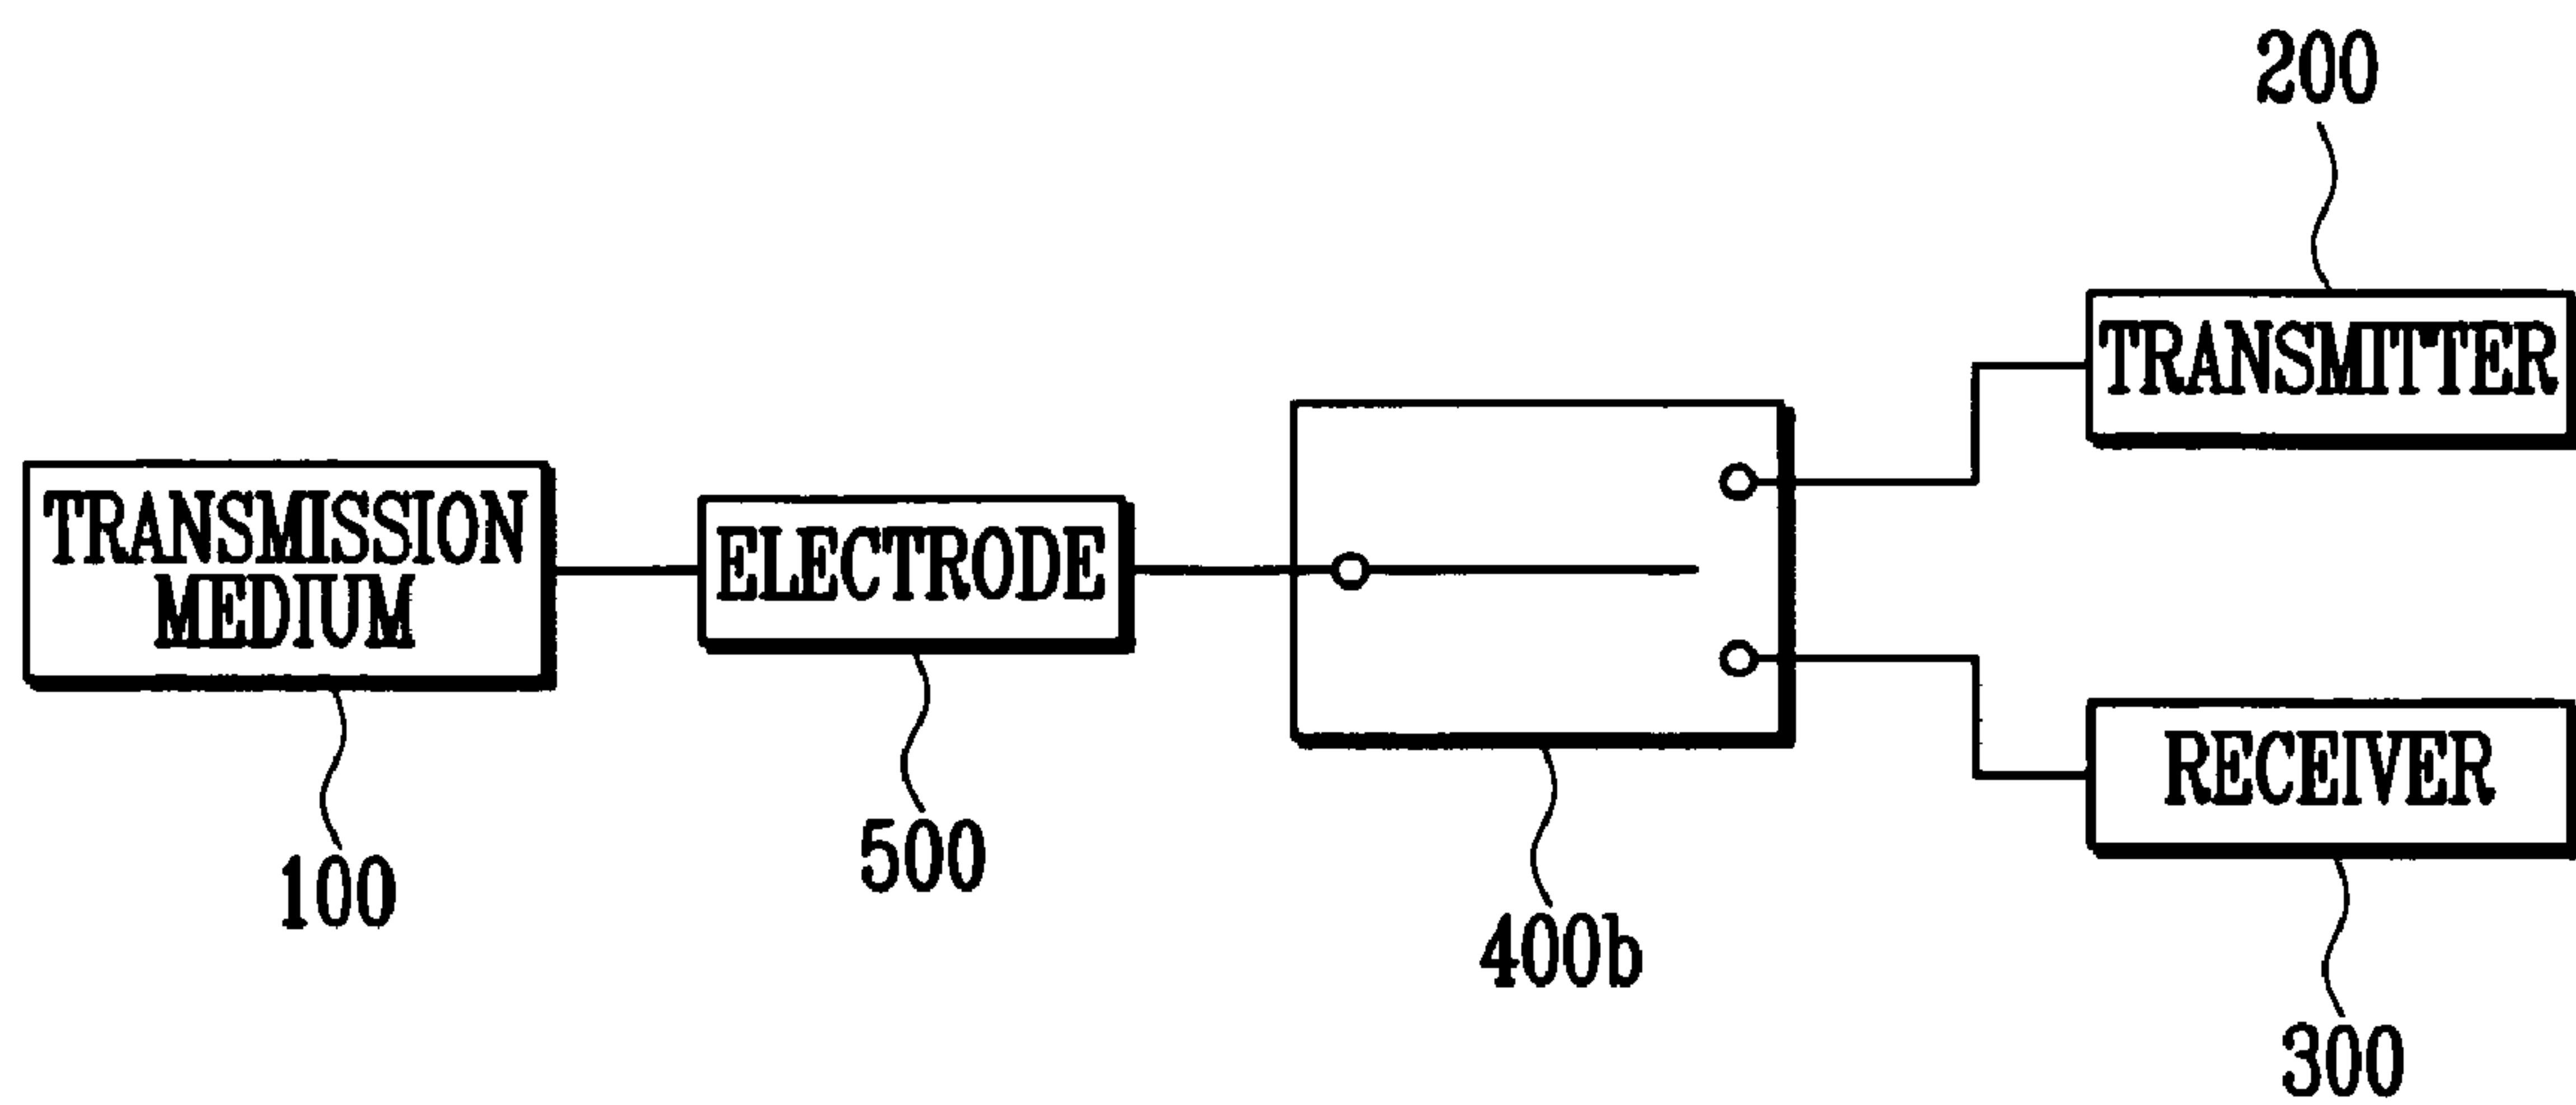 200
TRANSMITTER
TRANSMISSION
MEDIUM
ELECTRODE
RECEIVER
100
500
400b
300